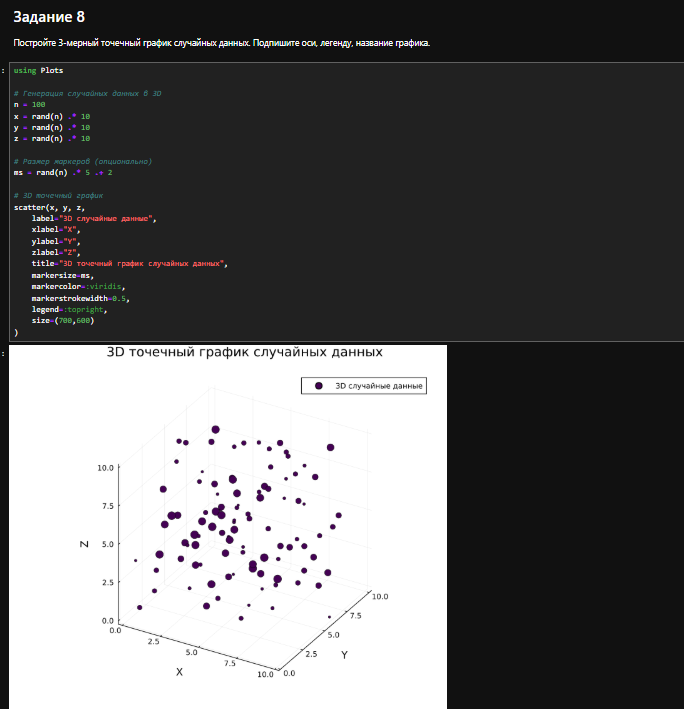 Задание 8
Постройте 3-мерный точечный график случайных данных. Подпишите оси, легенду, название графика.
:
using Plots
# Генерация случайных данных в 3D
n = 100
x = rand(n) .* 10
y = rand(n) .* 10
z = rand(n) .* 10
# Размер маркеров (опционально)
ms = rand(n) .* 5 .+ 2
# 3D точечный график
scatter(x, y, z,
label="3D случайные данные",
xlabel="X",
ylabel="Y",
zlabel="Z",
title="3D точечный график случайных данных",
markersize=ms,
markercolor=:viridis,
markerstrokewidth=0.5,
legend=:topright,
size=(700,600)
)
:
3D точечный график случайных данных
3D случайные данные
10.0
7.5
5.0
2.5
0.0
Z
0.0
2.5
5.0
7.5
10.0
X
0.0
2.5
5.0
7.5
10.0
Y